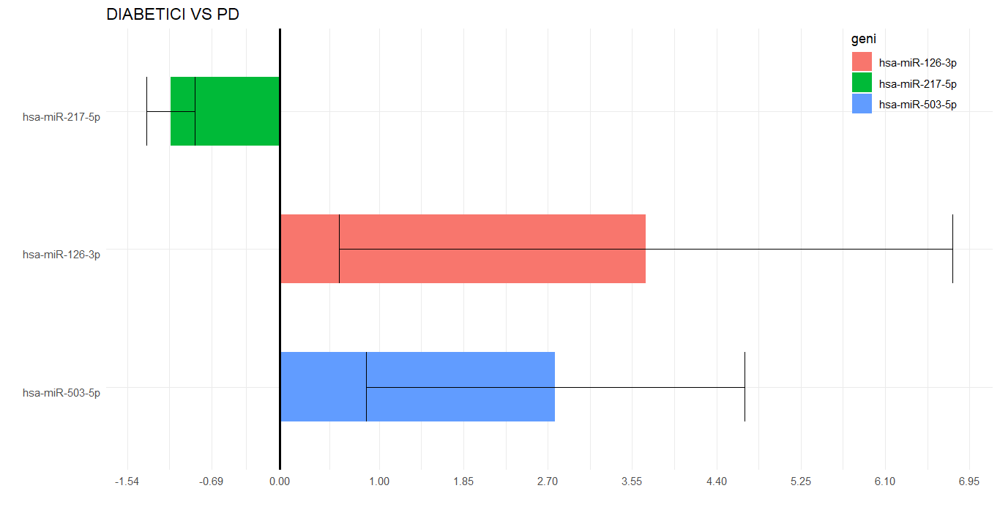 DIABETICI VS PD
geni
hsa-miR-126-3p
hsa-miR-217-5p
hsa-miR-503-5p
hsa-miR-217-5p
hsa-miR-126-3p
hsa-miR-503-5p
-1.54 -0.69 0.00 1.00 1.85 2.70 3.55 4.40 5.25 6.10 6.95